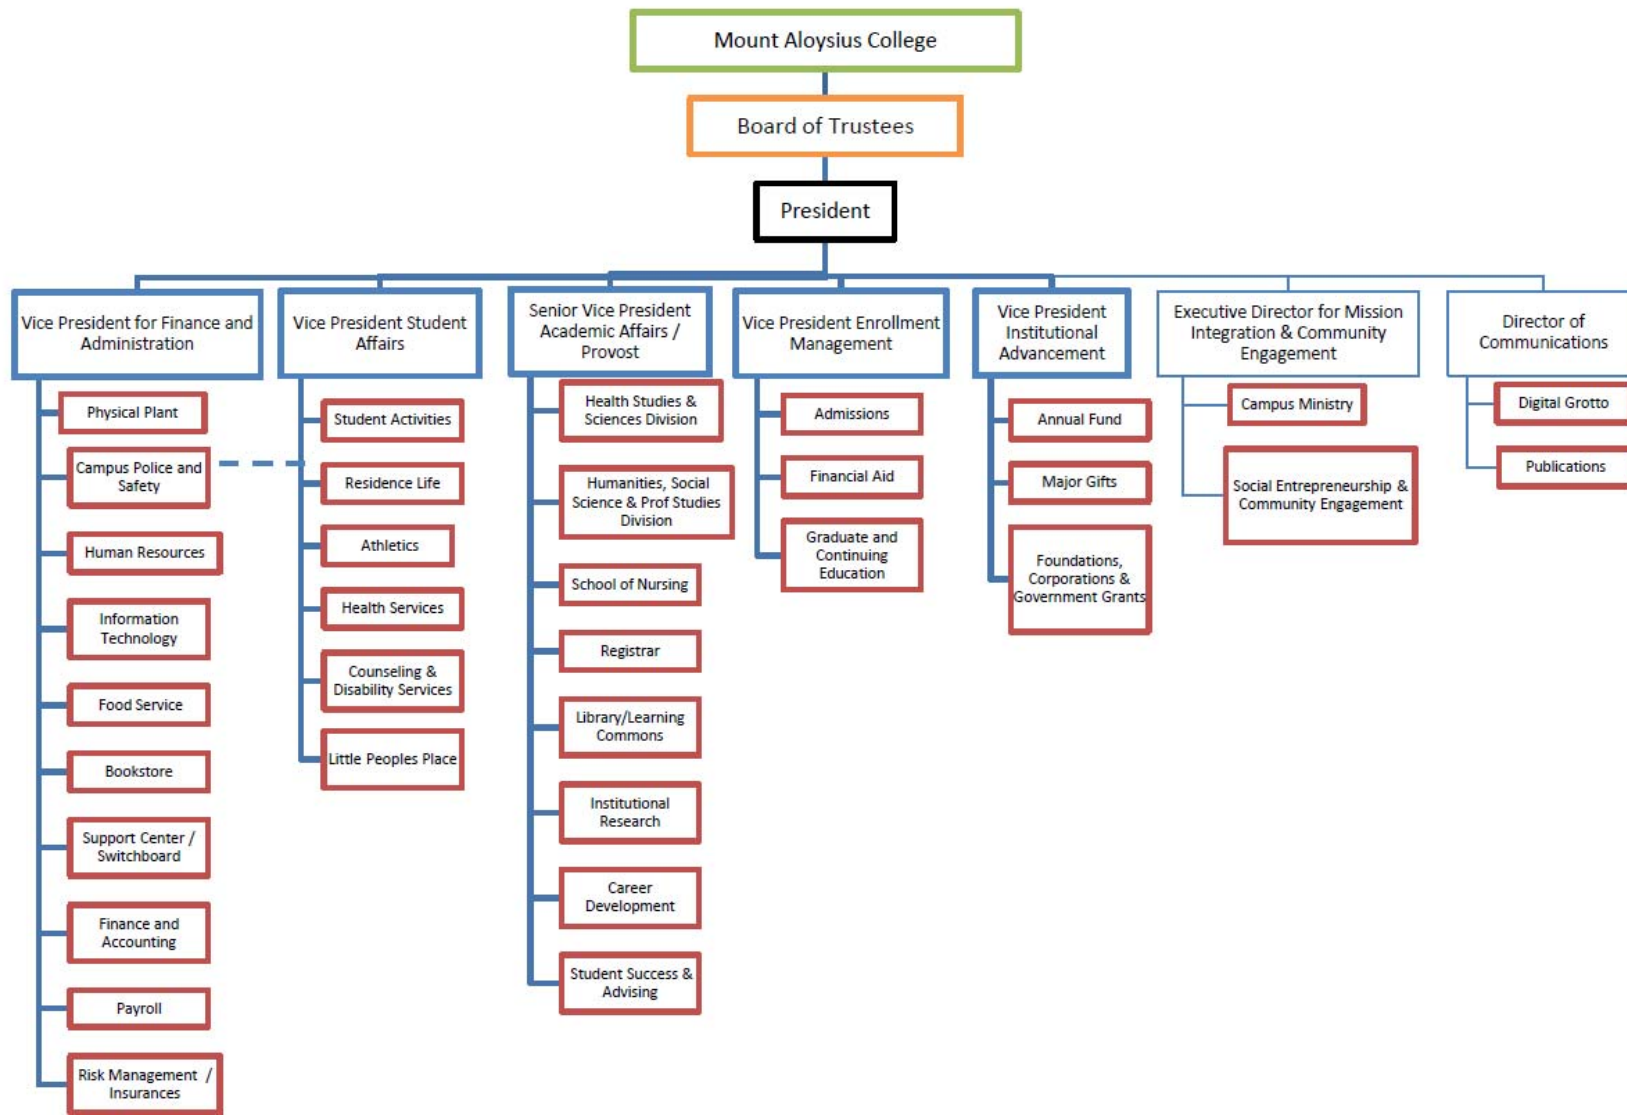 Mount Aloysius College
Board of Trustees
President
Vice President for Finance and
Administration
Physical Plant
Campus Police and
Safety
Human Resources
Information
Technology
Food Service
Bookstore
Support Center /
Switchboard
Finance and
Accounting
Payroll
Risk Management /
Insurances
Vice President Student
Affairs
Student Activities
Residence Life
Athletics
Health Services
Counseling &
Disability Services
Little Peoples Place
Senior Vice President
Academic Affairs /
Provost
Health Studies &
Sciences Division
Humanities, Social
Science & Prof Studies
Division
School of Nursing
Registrar
Library/Learning
Commons
Institutional
Research
Career
Development
Student Success &
Advising
Vice President Enrollment
Management
Admissions
Financial Aid
Graduate and
Continuing
Education
Vice President
Institutional
Advancement
Annual Fund
Major Gifts
Foundations,
Corporations &
Government Grants
Executive Director for Mission
Integration & Community
Engagement
Campus Ministry
Social Entrepreneurship &
Community Engagement
Director of
Communications
Digital Grotto
Publications